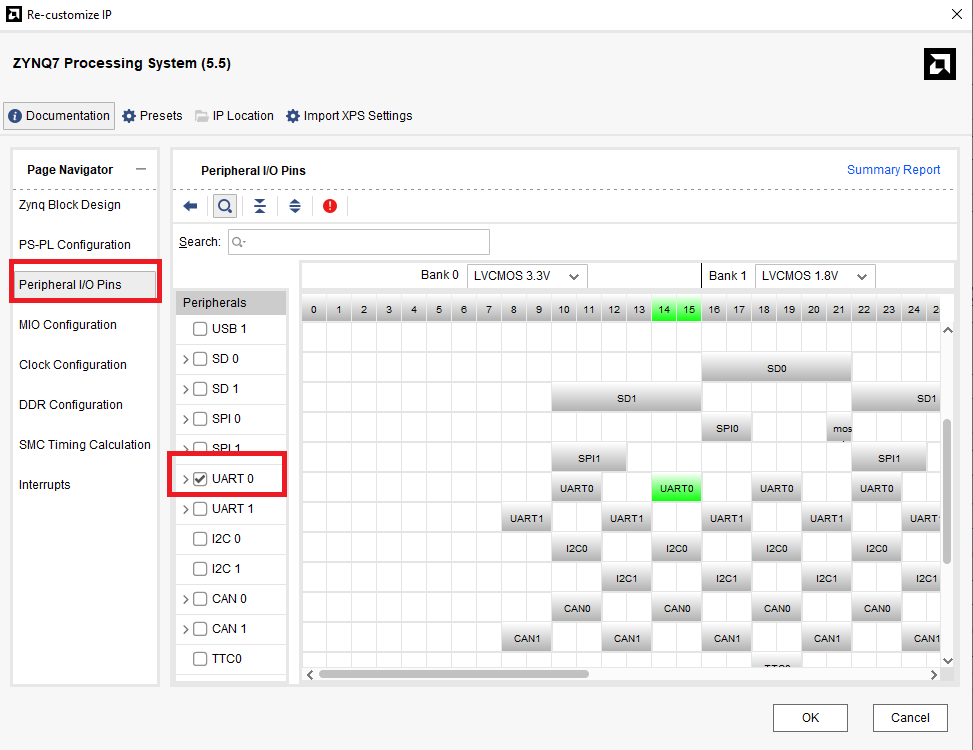 Re-customize IP
ZYNQ7 Processing System (5.5)
Documentation Presets IP Location Import XPS Settings
Page Navigator
Zynq Block Design
PS-PL Configuration
Peripheral I/O Pins
MIO Configuration
Clock Configuration
DDR Configuration
SMC Timing Calculation
Interrupts
Peripheral I/O Pins Summary Report
Search:
Bank 0 LVCMOS 3.3V Bank 1 LVCMOS 1.8V
Peripherals 0 1 2 3 4 5 6 7 8 9 10 11 12 13 14 15 16 17 18 19 20 21 22 23 24
USB 1
SD 0 SD0
SD 1 SD1 SD1
SPI 0 SPI0 mos
SPI 1 SPI1 SPI1
UART 0 UART0 UART0 UART0 UART0
UART 1 UART1 UART1 UART1 UART1 UART
I2C 0 I2C0 I2C0 I2C0 I2C0
I2C 1 I2C1 I2C1 I2C1 I2C1
CAN 0 CAN0 CAN0 CAN0 CAN0
CAN 1 CAN1 CAN1 CAN1 CAN1 CAN1
TTC0 TTC0
OK Cancel